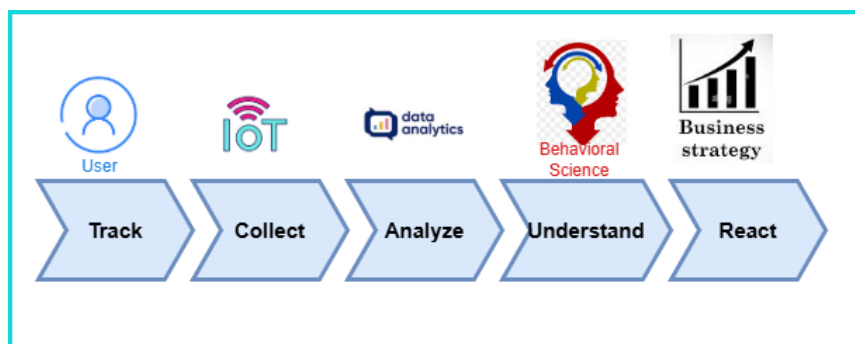 User
IoT
data
analytics
Behavioral
Science
Business
strategy
Track
Collect
Analyze
Understand
React